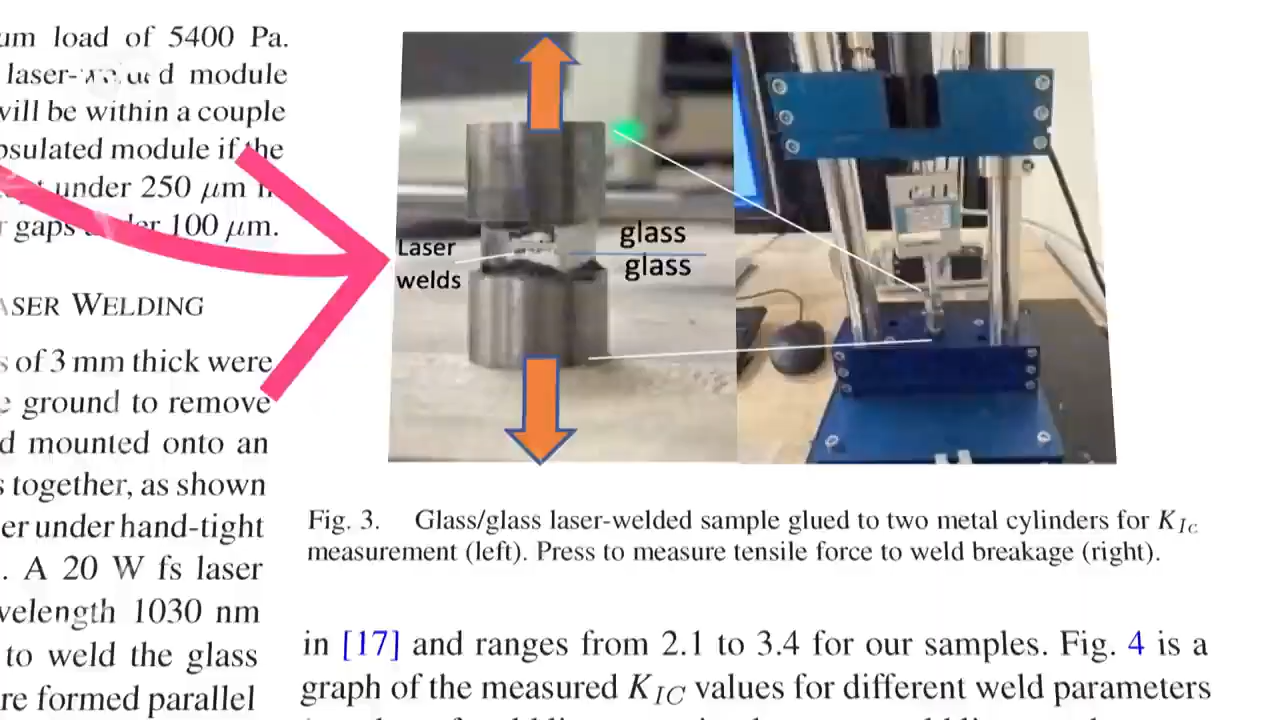 um load of 5400 Pa.
laser- d module
will be within a couple
psulated module if the
under 250 μm
gaps 100 μm.
ASER WELDING
s of 3 mm thick were
e ground to remove
d mounted onto an
s together, as shown
er under hand-tight
. A 20 W fs laser
velength 1030 nm
to weld the glass
re formed parallel
Laser
welds
glass
glass
Fig. 3. Glass/glass laser-welded sample glued to two metal cylinders for K_Ic
measurement (left). Press to measure tensile force to weld breakage (right).
in [17] and ranges from 2.1 to 3.4 for our samples. Fig. 4 is a
graph of the measured K_IC values for different weld parameters